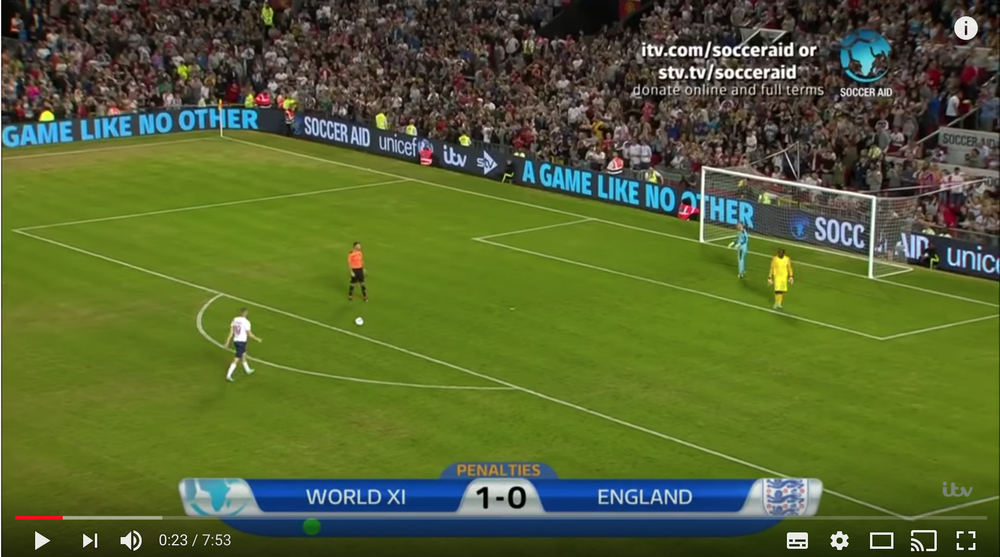 itv.com/socceraid or
stv.tv/socceraid
donate online and full terms
SOCCER AID
GAME LIKE NO OTHER
SOCCER AID unicef itv stv
A GAME LIKE NO OTHER
SOCC AID unic
SOCCER AID
PENALTIES
WORLD XI 1-0 ENGLAND
itv
0:23 / 7:53